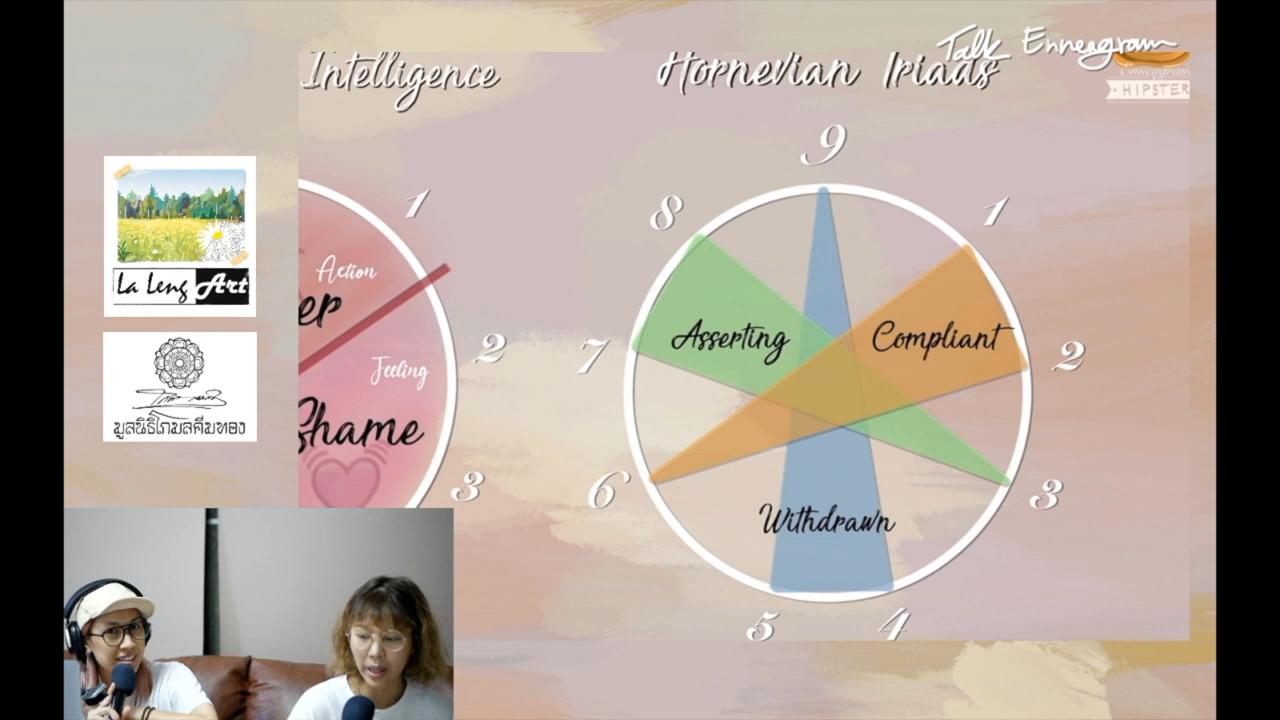 Talk Enneagram
Intelligence
Hornevian Triads
Enneagram
HIPSTER
9
8
1
1
Action
er
Asserting
Compliant
7
2
2
Feeling
Shame
La Leng Art
มูลนิธิโกมลคีมทอง
6
3
3
Withdrawn
5
4